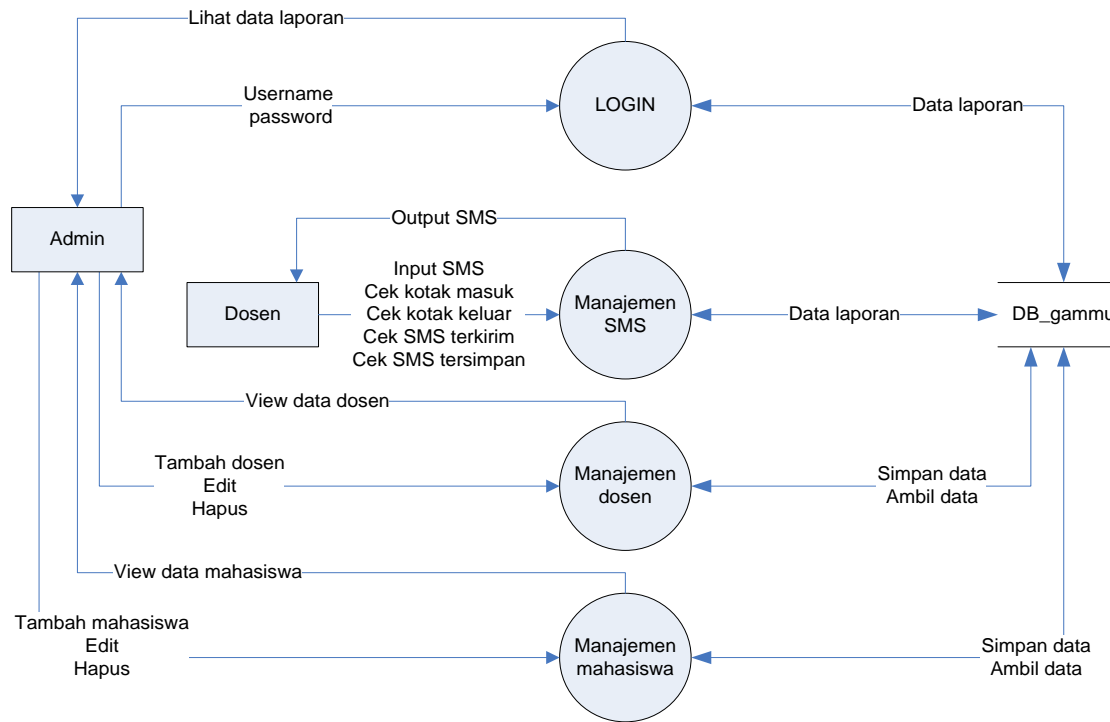 Lihat data laporan
LOGIN
Username
password
Data laporan
Admin
Output SMS
Dosen
Input SMS
Cek kotak masuk
Cek kotak keluar
Cek SMS terkirim
Cek SMS tersimpan
Manajemen
SMS
Data laporan
DB_gammu
View data dosen
Tambah dosen
Edit
Hapus
Manajemen
dosen
Simpan data
Ambil data
View data mahasiswa
Tambah mahasiswa
Edit
Hapus
Manajemen
mahasiswa
Simpan data
Ambil data